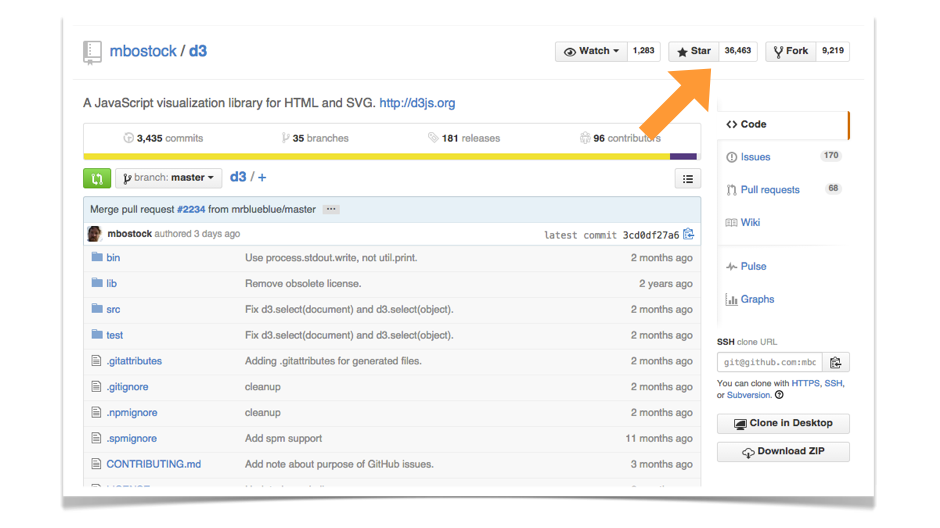 mbostock / d3
Watch 1,283 Star 36,463 Fork 9,219
A JavaScript visualization library for HTML and SVG. http://d3js.org
3,435 commits 35 branches 181 releases 96 contributors
branch: master d3 / +
Merge pull request #2234 from mrblueblue/master ...
mbostock authored 3 days ago latest commit 3cd0df27a6
bin Use process.stdout.write, not util.print. 2 months ago
lib Remove obsolete license. 2 years ago
src Fix d3.select(document) and d3.select(object). 2 months ago
test Fix d3.select(document) and d3.select(object). 2 months ago
.gitattributes Adding .gitattributes for generated files. 2 months ago
.gitignore cleanup 2 months ago
.npmignore cleanup 2 months ago
.spmignore Add spm support 11 months ago
CONTRIBUTING.md Add note about purpose of GitHub issues. 3 months ago
Code
Issues 170
Pull requests 68
Wiki
Pulse
Graphs
SSH clone URL
git@github.com:mbo
You can clone with HTTPS, SSH,
or Subversion.
Clone in Desktop
Download ZIP